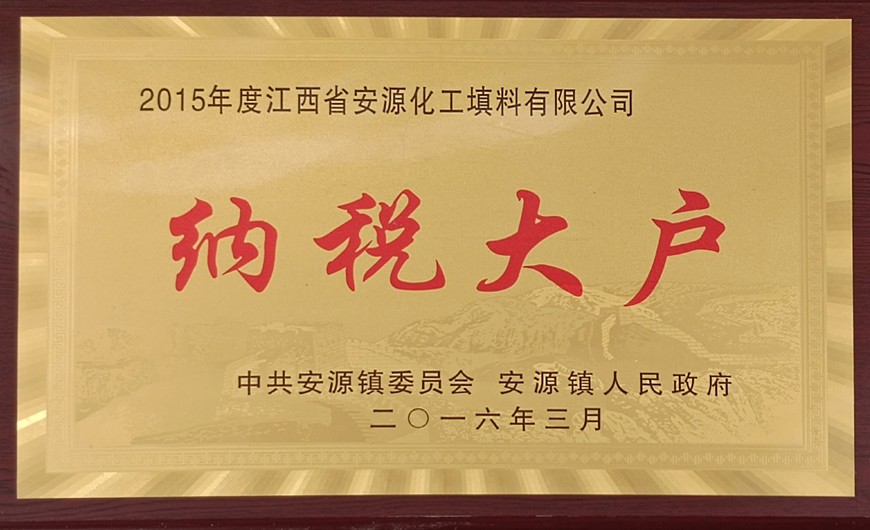 2015年度江西省安源化工填料有限公司
纳税大户
中共安源镇委员会 安源镇人民政府
二〇一六年三月